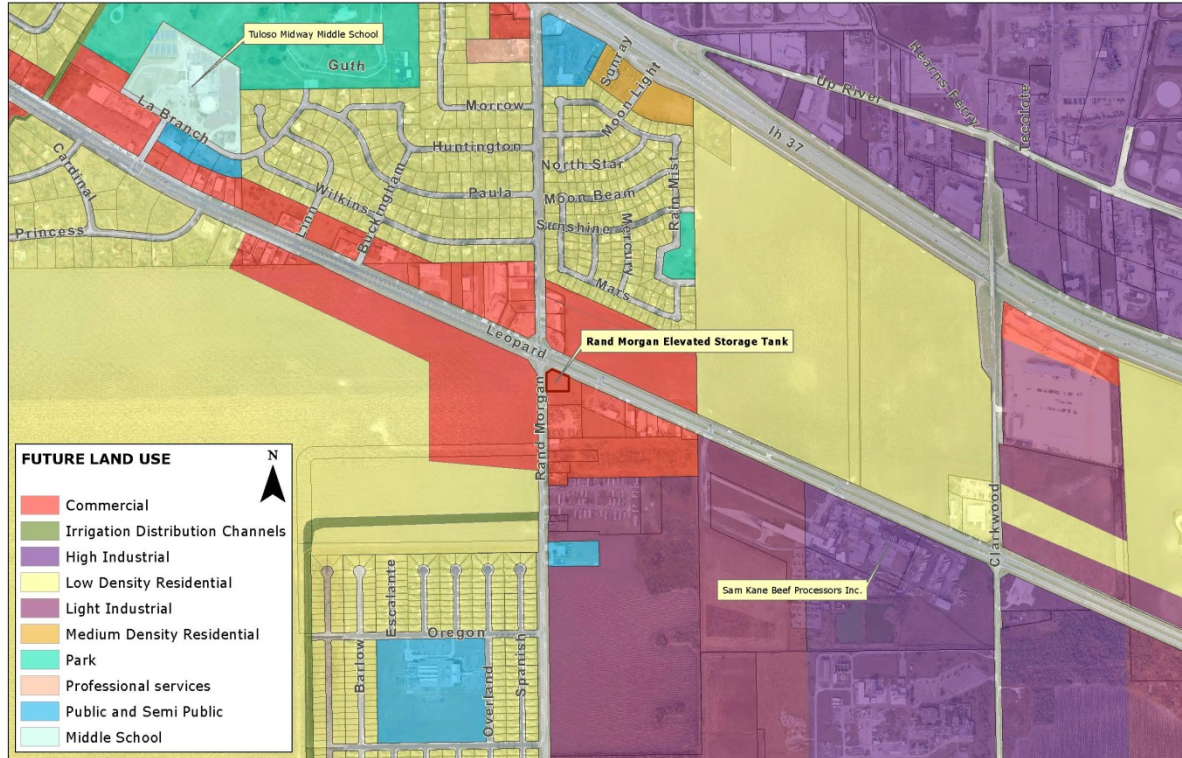 Tuloso Midway Middle School
Guth
La Branch
Morrow
Huntington
Paula
Cardinal
Wilkins
Linn
Buckingham
Princess
Sunray
Moon Light
North Star
Moon Beam
Sunshine
Mercury
Rain Mist
Mars
Ih 37
Up River
Hearns Ferry
Tecolote
Leopard
Rand Morgan Elevated Storage Tank
Rand Morgan
Clarkwood
Sam Kane Beef Processors Inc.
Escalante
Oregon
Barlow
Overland
Spanish
FUTURE LAND USE
N
Commercial
Irrigation Distribution Channels
High Industrial
Low Density Residential
Light Industrial
Medium Density Residential
Park
Professional services
Public and Semi Public
Middle School